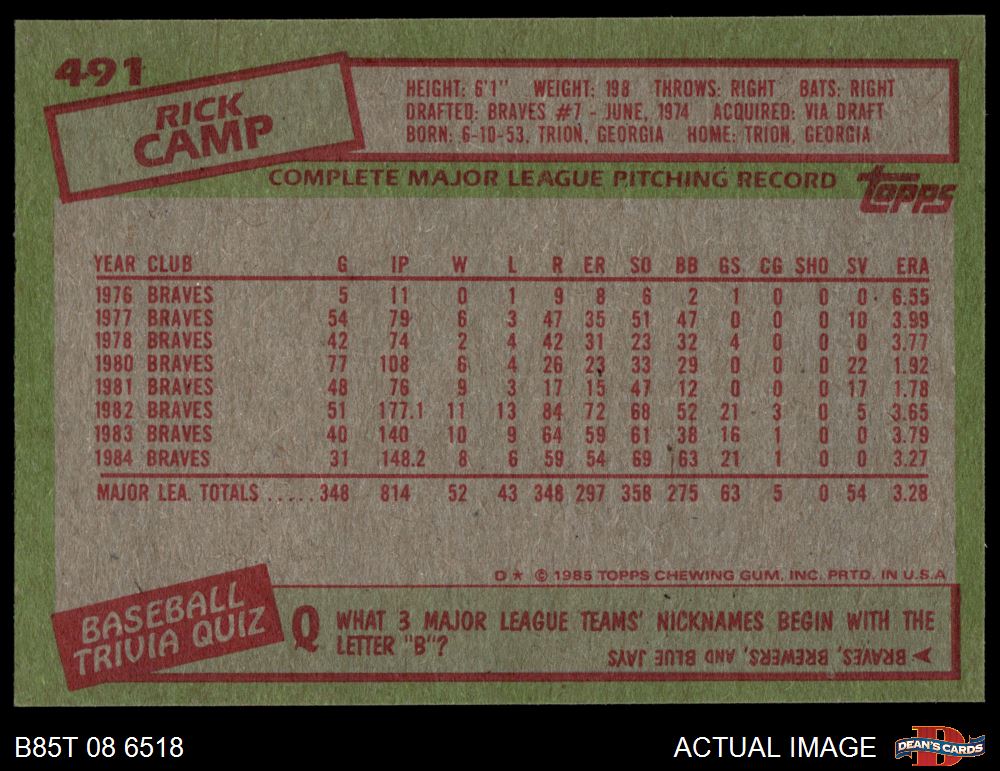 491
RICK
CAMP
HEIGHT: 6'1" WEIGHT: 198 THROWS: RIGHT BATS: RIGHT
DRAFTED: BRAVES #7 - JUNE, 1974 ACQUIRED: VIA DRAFT
BORN: 6-10-53, TRION, GEORGIA HOME: TRION, GEORGIA
COMPLETE MAJOR LEAGUE PITCHING RECORD
Topps
YEAR CLUB G IP W L R ER SO BB GS CG SHO SV ERA
1976 BRAVES 5 11 0 1 9 8 6 2 1 0 0 0 6.55
1977 BRAVES 54 79 6 3 47 35 51 47 0 0 0 10 3.99
1978 BRAVES 42 74 2 4 42 31 23 32 4 0 0 0 3.77
1980 BRAVES 77 108 6 4 26 23 33 29 0 0 0 22 1.92
1981 BRAVES 48 76 9 3 17 15 47 12 0 0 0 17 1.78
1982 BRAVES 51 177.1 11 13 84 72 68 52 21 3 0 5 3.65
1983 BRAVES 40 140 10 9 64 59 61 38 16 1 0 0 3.79
1984 BRAVES 31 148.2 8 6 59 54 69 63 21 1 0 0 3.27
MAJOR LEA. TOTALS ..... 348 814 52 43 348 297 358 275 63 5 0 54 3.28
D * © 1985 TOPPS CHEWING GUM, INC. PRTD. IN U.S.A
BASEBALL
TRIVIA QUIZ
Q WHAT 3 MAJOR LEAGUE TEAMS' NICKNAMES BEGIN WITH THE
LETTER "B"?
BRAVES, BREWERS, AND BLUE JAYS
B85T 08 6518
ACTUAL IMAGE
D
DEAN'S CARDS